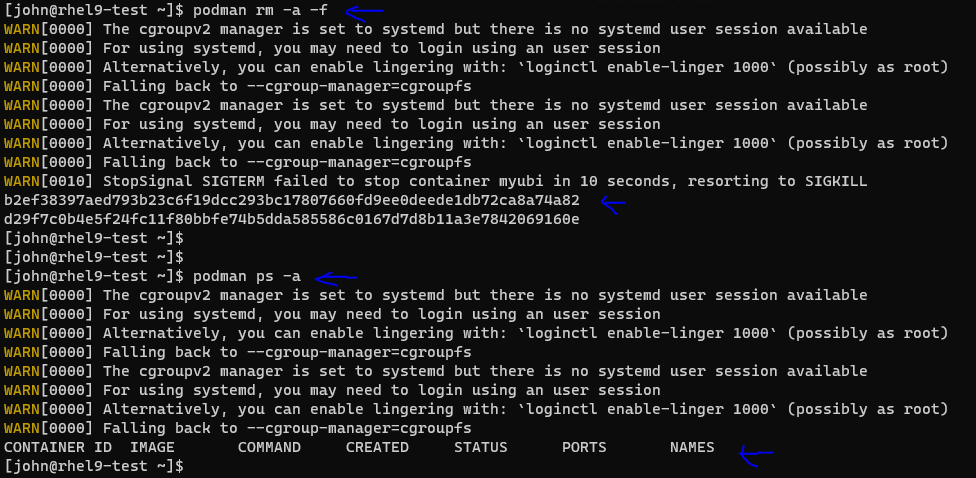 [john@rhel9-test ~]$ podman rm -a -f
WARN[0000] The cgroupv2 manager is set to systemd but there is no systemd user session available
WARN[0000] For using systemd, you may need to login using an user session
WARN[0000] Alternatively, you can enable lingering with: `loginctl enable-linger 1000` (possibly as root)
WARN[0000] Falling back to --cgroup-manager=cgroupfs
WARN[0000] The cgroupv2 manager is set to systemd but there is no systemd user session available
WARN[0000] For using systemd, you may need to login using an user session
WARN[0000] Alternatively, you can enable lingering with: `loginctl enable-linger 1000` (possibly as root)
WARN[0000] Falling back to --cgroup-manager=cgroupfs
WARN[0010] StopSignal SIGTERM failed to stop container myubi in 10 seconds, resorting to SIGKILL
b2ef38397aed793b23c6f19dcc293bc17807660fd9ee0deede1db72ca8a74a82
d29f7c0b4e5f24fc11f80bbfe74b5dda585586c0167d7d8b11a3e7842069160e
[john@rhel9-test ~]$
[john@rhel9-test ~]$
[john@rhel9-test ~]$ podman ps -a
WARN[0000] The cgroupv2 manager is set to systemd but there is no systemd user session available
WARN[0000] For using systemd, you may need to login using an user session
WARN[0000] Alternatively, you can enable lingering with: `loginctl enable-linger 1000` (possibly as root)
WARN[0000] Falling back to --cgroup-manager=cgroupfs
WARN[0000] The cgroupv2 manager is set to systemd but there is no systemd user session available
WARN[0000] For using systemd, you may need to login using an user session
WARN[0000] Alternatively, you can enable lingering with: `loginctl enable-linger 1000` (possibly as root)
WARN[0000] Falling back to --cgroup-manager=cgroupfs
CONTAINER ID  IMAGE       COMMAND     CREATED     STATUS      PORTS       NAMES
[john@rhel9-test ~]$